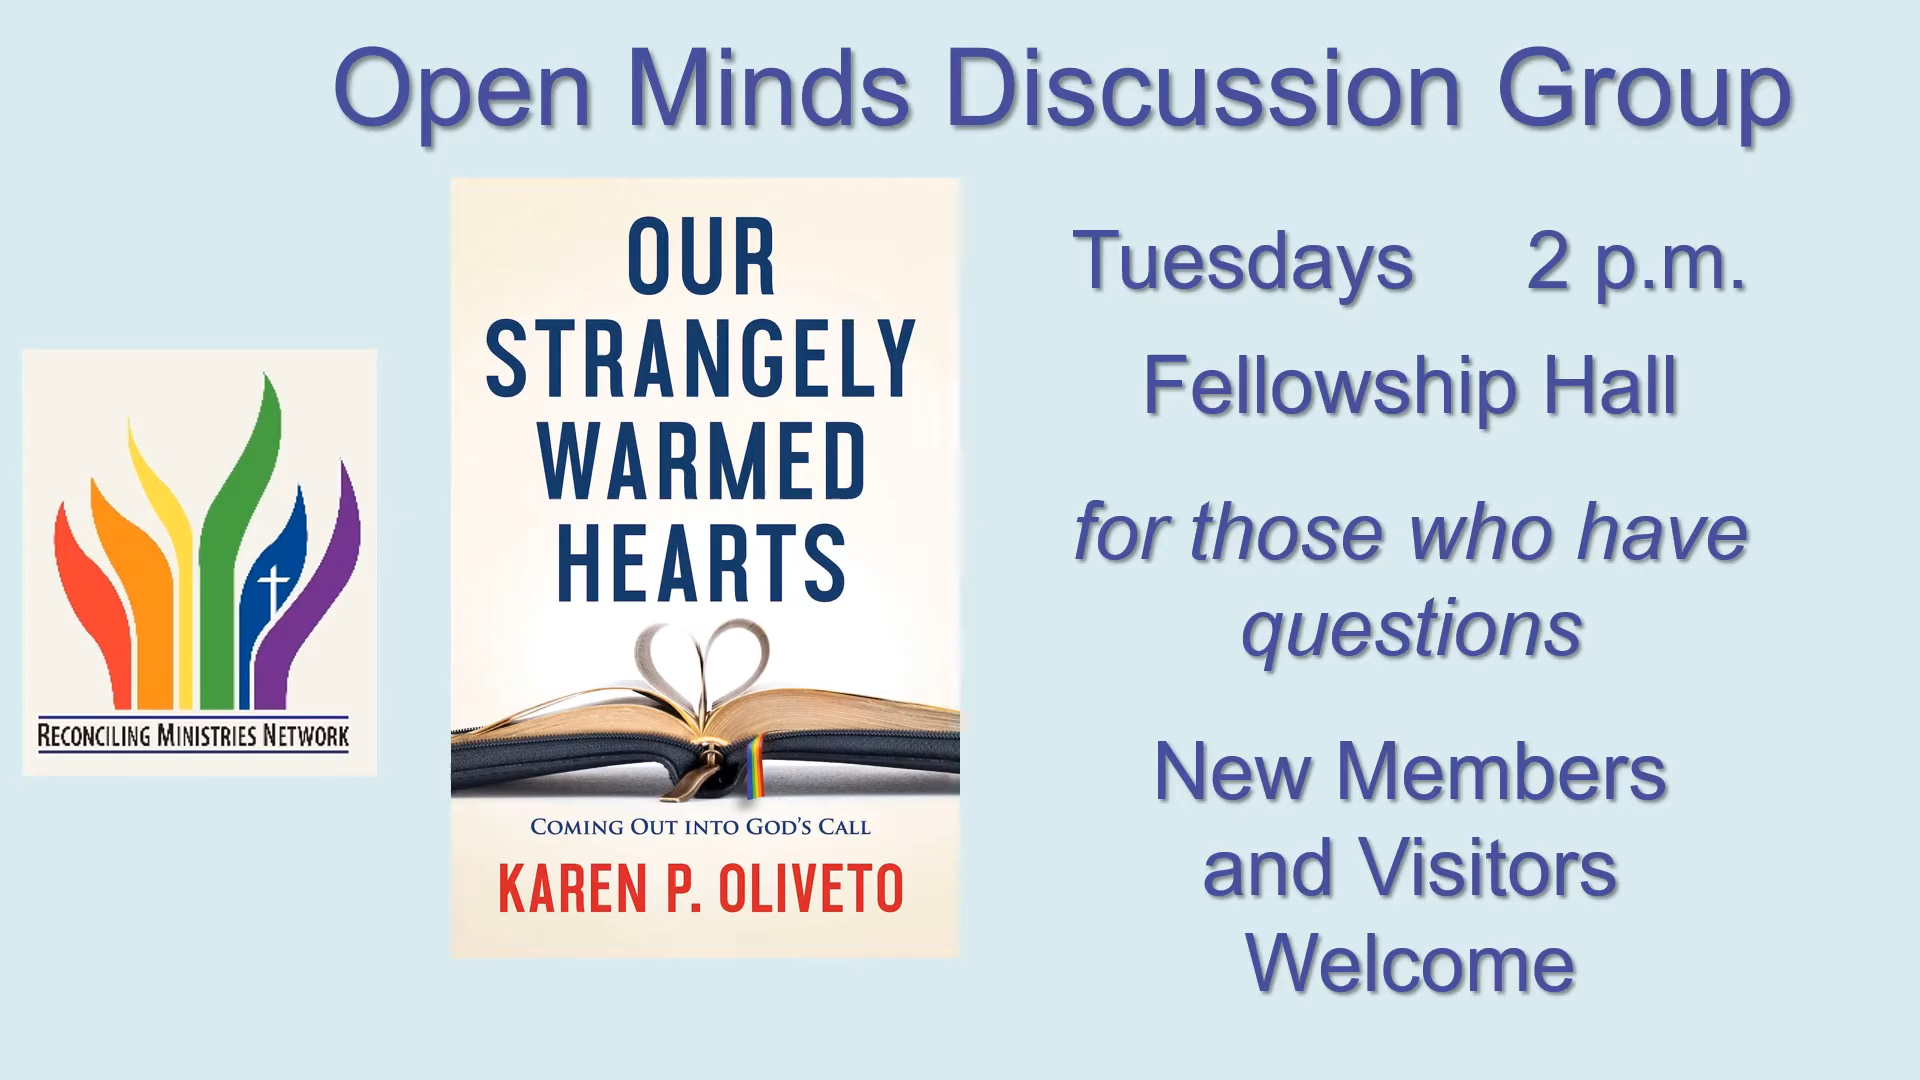 Open Minds Discussion Group
OUR
STRANGELY
WARMED
HEARTS
COMING OUT INTO GOD'S CALL
KAREN P. OLIVETO
RECONCILING MINISTRIES NETWORK
Tuesdays 2 p.m.
Fellowship Hall
for those who have
questions
New Members
and Visitors
Welcome